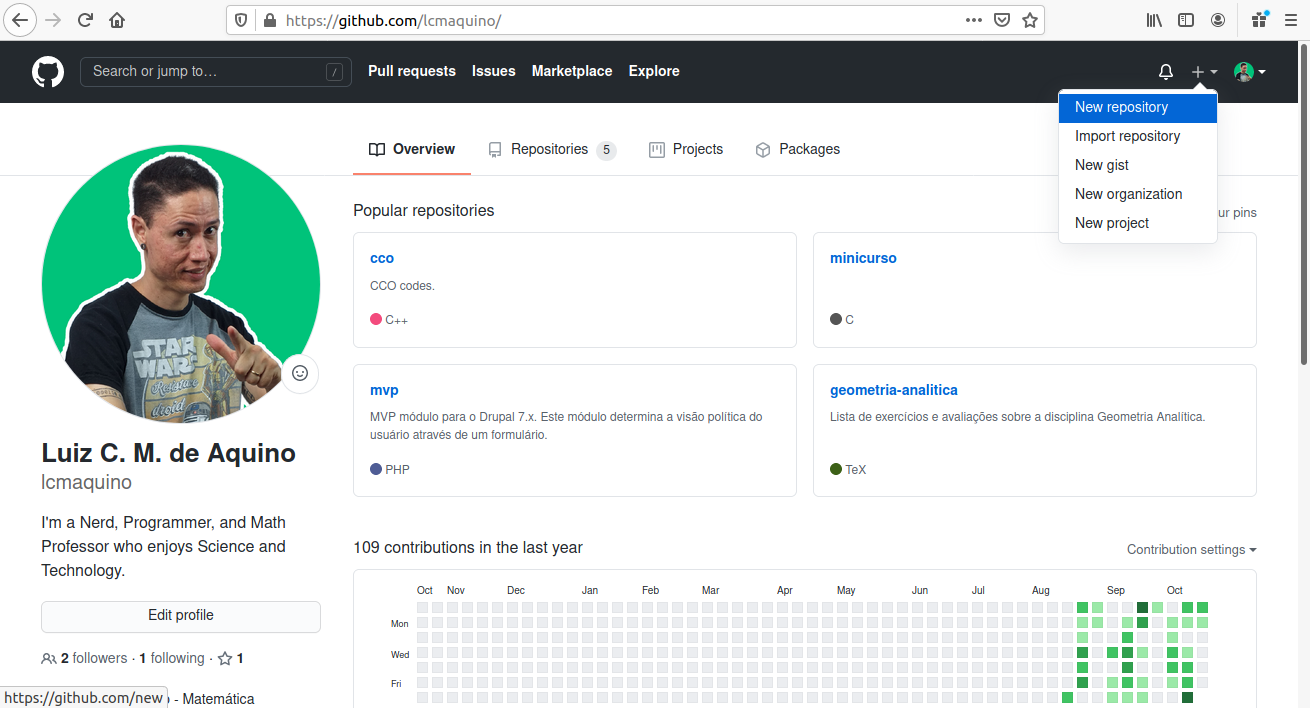 https://github.com/lcmaquino/
Search or jump to…
/
Pull requests
Issues
Marketplace
Explore
New repository
Import repository
New gist
New organization
New project
Overview
Repositories 5
Projects
Packages
Popular repositories
pins
cco
CCO codes.
C++
minicurso
C
mvp
MVP módulo para o Drupal 7.x. Este módulo determina a visão política do
usuário através de um formulário.
PHP
geometria-analitica
Lista de exercícios e avaliações sobre a disciplina Geometria Analítica.
TeX
STAR
WARS
Luiz C. M. de Aquino
lcmaquino
I'm a Nerd, Programmer, and Math
Professor who enjoys Science and
Technology.
Edit profile
2 followers · 1 following · 1
- Matemática
https://github.com/new
109 contributions in the last year
Contribution settings
Oct Nov Dec Jan Feb Mar Apr May Jun Jul Aug Sep Oct
Mon
Wed
Fri